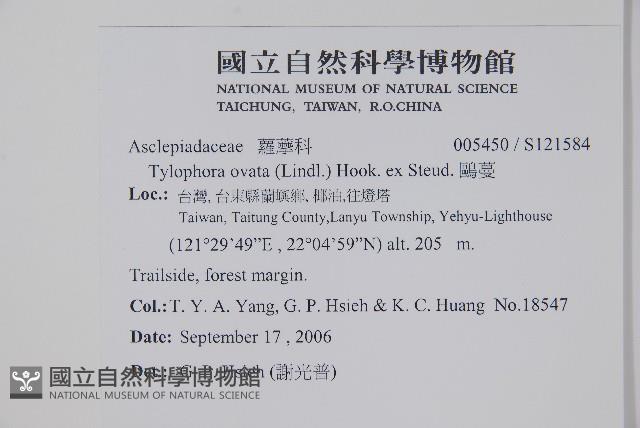 國立自然科學博物館
NATIONAL MUSEUM OF NATURAL SCIENCE
TAICHUNG, TAIWAN, R.O.CHINA
Asclepiadaceae 蘿藦科 005450 / S121584
Tylophora ovata (Lindl.) Hook. ex Steud. 鷗蔓
Loc.: 台灣, 台東縣蘭嶼鄉, 椰油,往燈塔
Taiwan, Taitung County,Lanyu Township, Yehyu-Lighthouse
(121°29'49"E , 22°04'59"N) alt. 205 m.
Trailside, forest margin.
Col.: T. Y. A. Yang, G. P. Hsieh & K. C. Huang No.18547
Date: September 17 , 2006
Det.: G. P. Hsieh (謝光普)
國立自然科學博物館
NATIONAL MUSEUM OF NATURAL SCIENCE